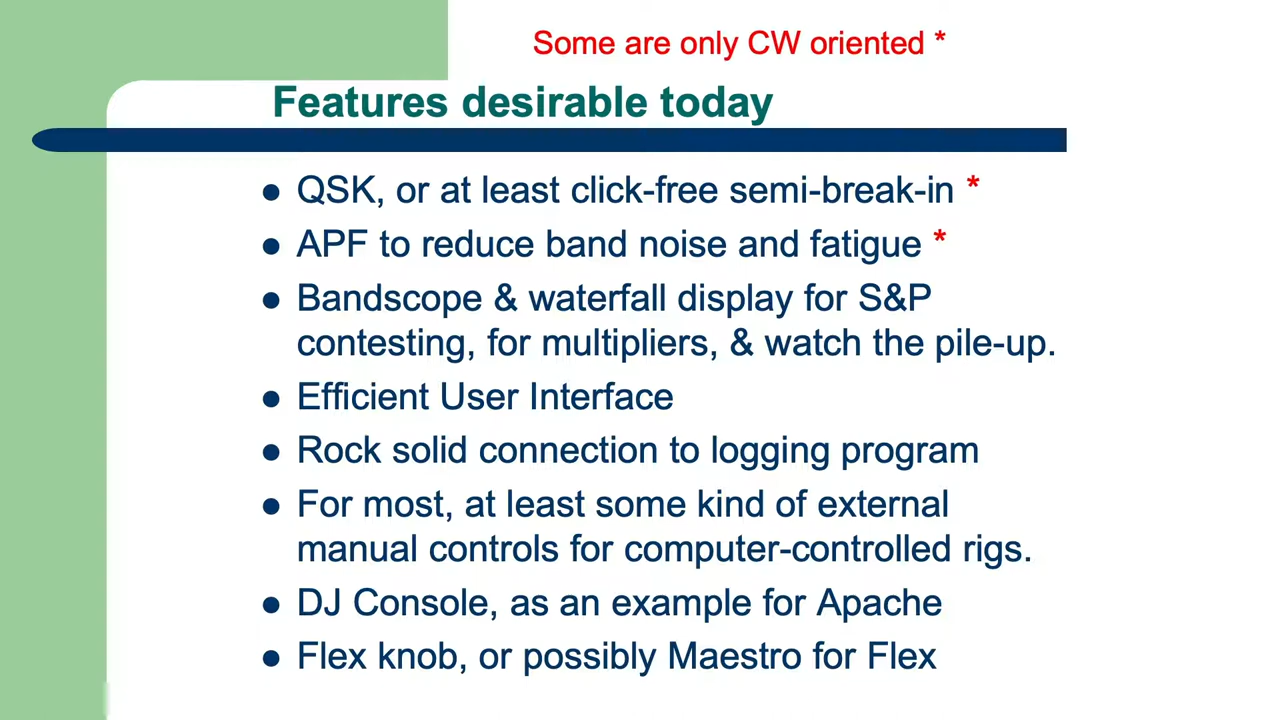 Some are only CW oriented *
Features desirable today
● QSK, or at least click-free semi-break-in *
● APF to reduce band noise and fatigue *
● Bandscope & waterfall display for S&P
contesting, for multipliers, & watch the pile-up.
● Efficient User Interface
● Rock solid connection to logging program
● For most, at least some kind of external
manual controls for computer-controlled rigs.
● DJ Console, as an example for Apache
● Flex knob, or possibly Maestro for Flex